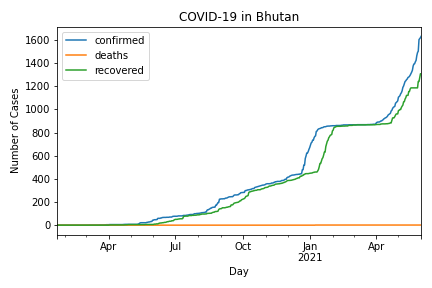 COVID-19 in Bhutan
confirmed
deaths
recovered
Number of Cases
1600
1400
1200
1000
800
600
400
200
0
Apr
Jul
Oct
Jan
2021
Apr
Day